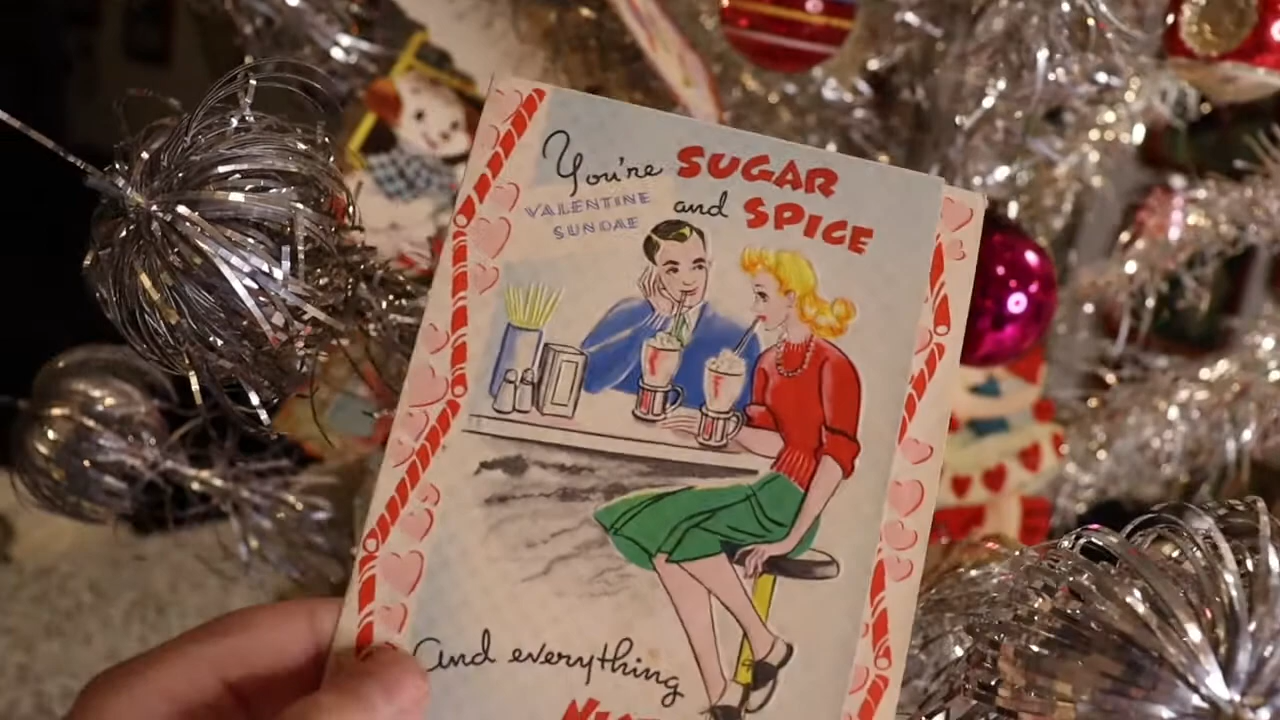 You're SUGAR
and SPICE
VALENTINE
SUNDAE
And everything